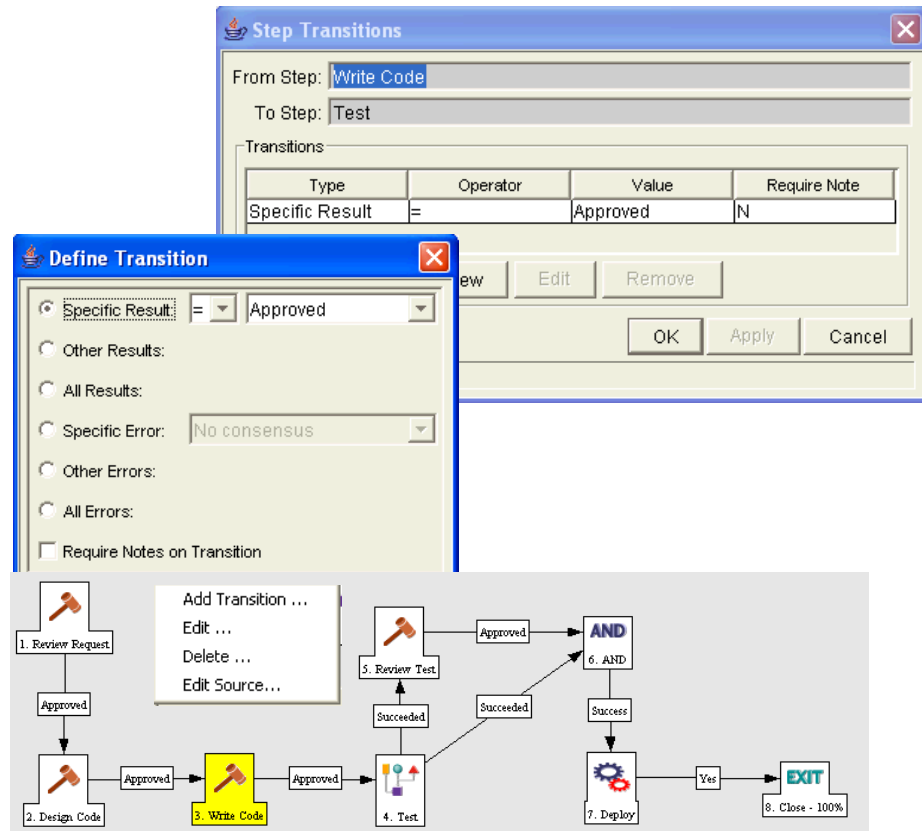 Step Transitions
From Step: Write Code
To Step: Test
Transitions
Type Operator Value Require Note
Specific Result = Approved N
ew Edit Remove
OK Apply Cancel
Define Transition
Specific Result: = Approved
Other Results:
All Results:
Specific Error: No consensus
Other Errors:
All Errors:
Require Notes on Transition
Add Transition ...
Edit ...
Delete ...
Edit Source...
1. Review Request
Approved
2. Design Code
Approved
3. Write Code
Approved
4. Test
Succeeded
5. Review Test
Approved
Succeeded
AND
6. AND
Success
7. Deploy
Yes
EXIT
8. Close - 100%